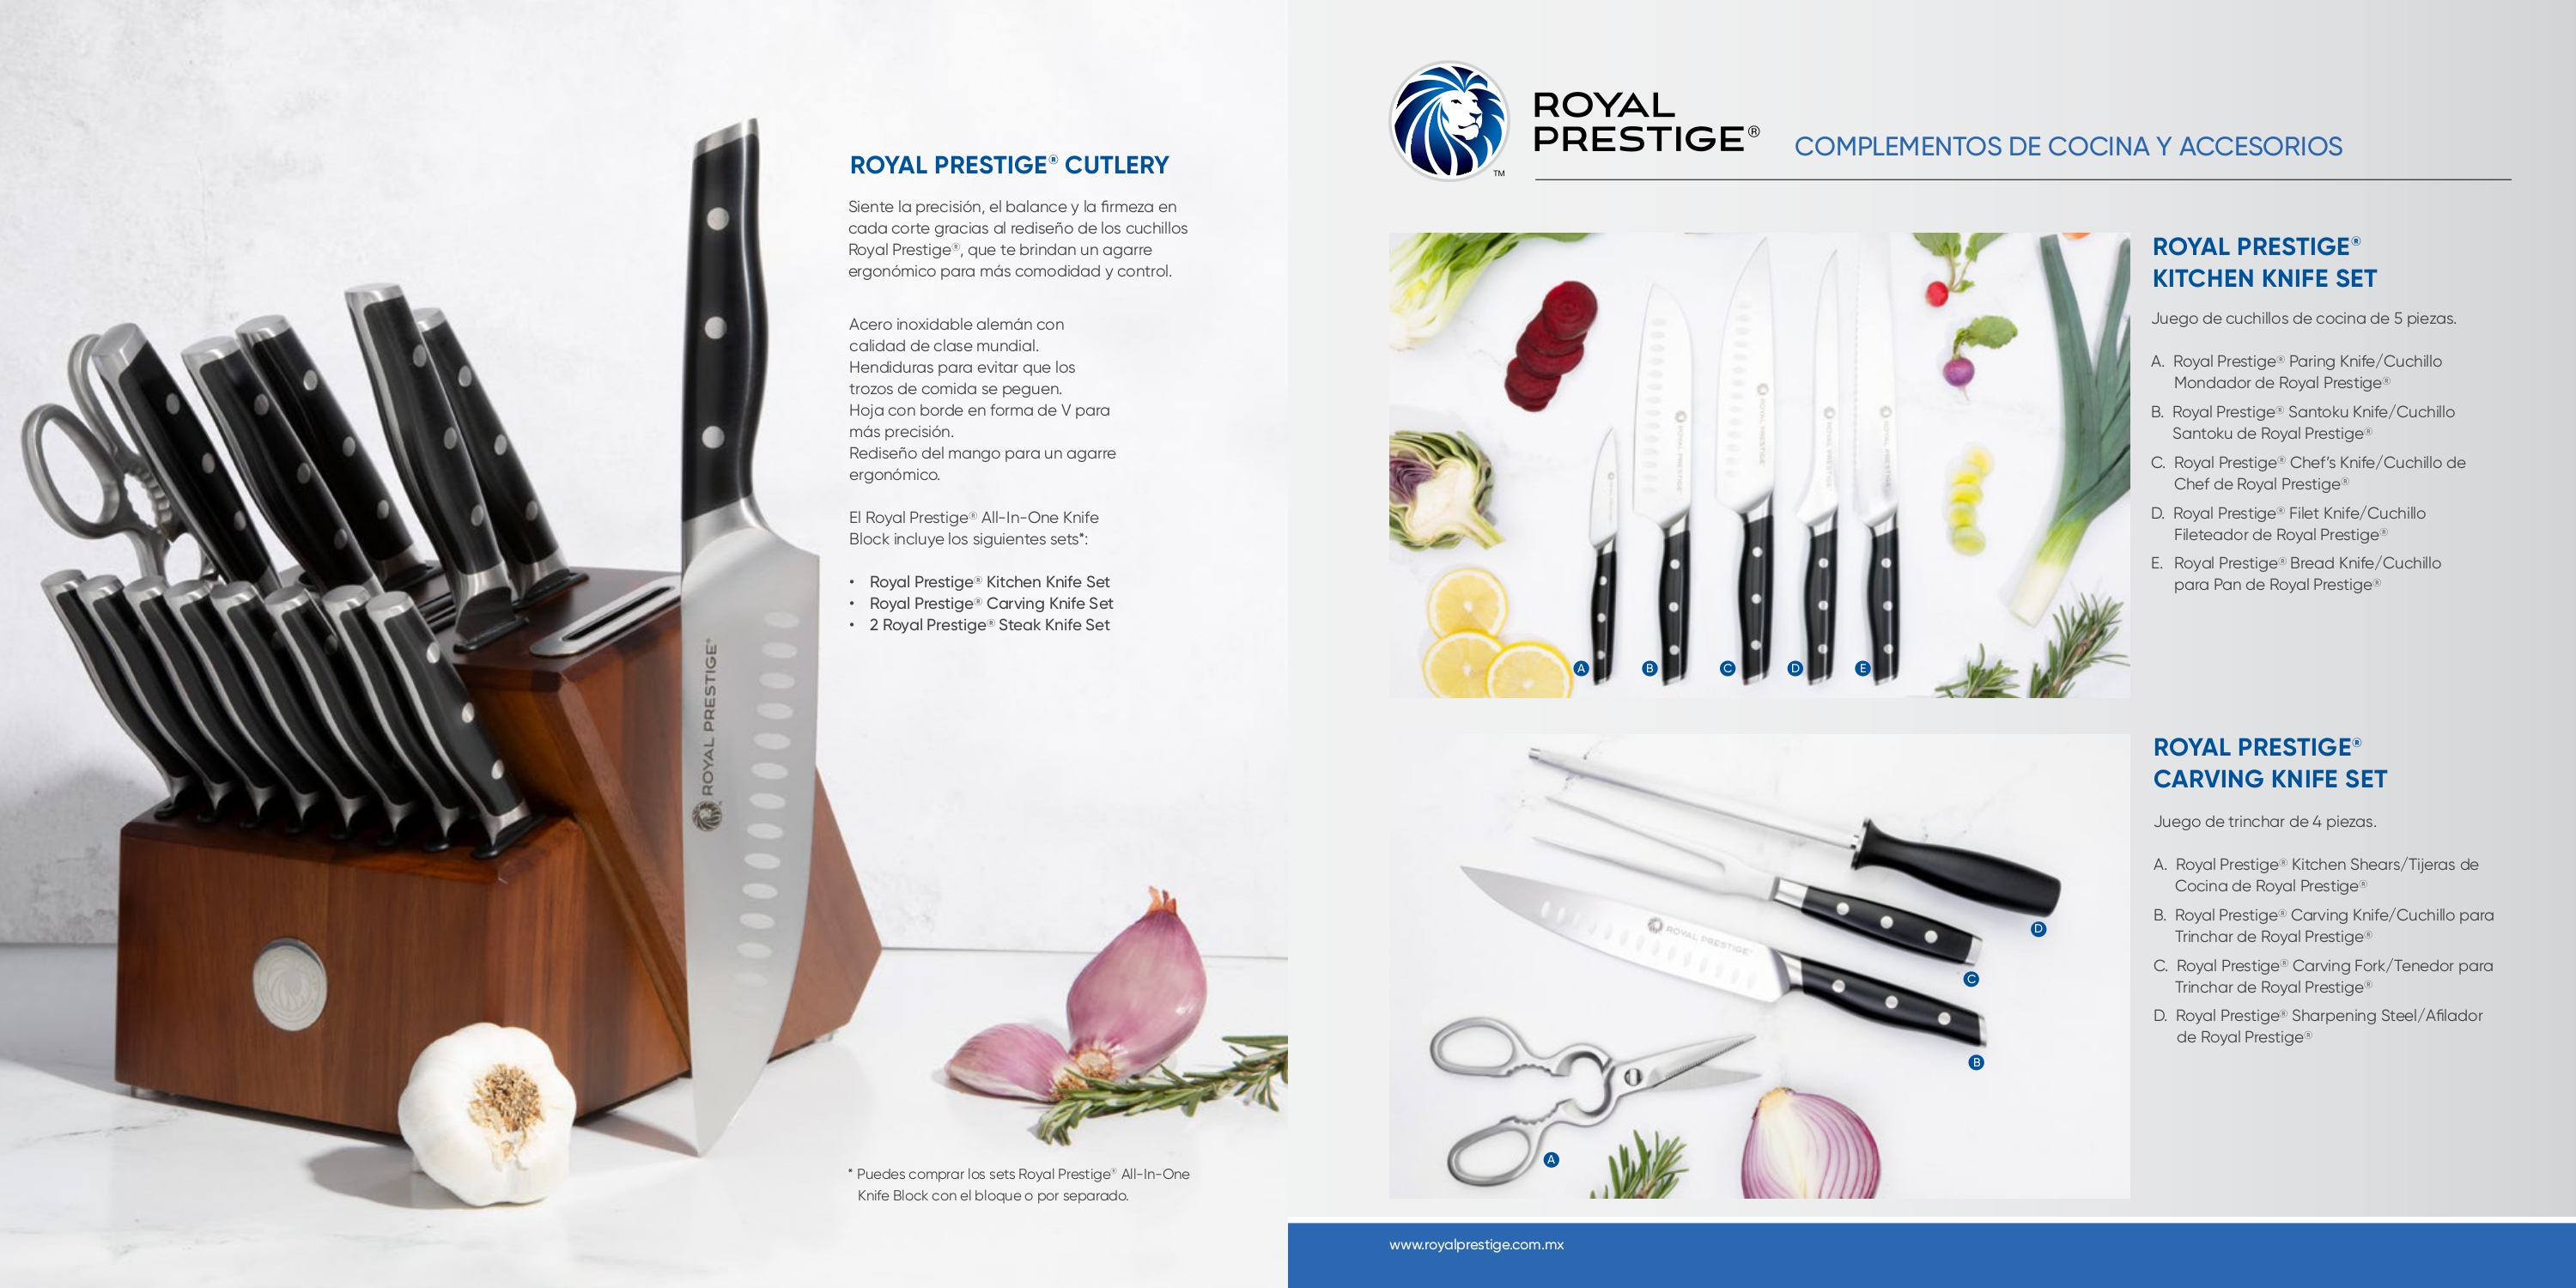 ROYAL PRESTIGE® CUTLERY
Siente la precisión, el balance y la firmeza en
cada corte gracias al rediseño de los cuchillos
Royal Prestige®, que te brindan un agarre
ergonómico para más comodidad y control.
Acero inoxidable alemán con
calidad de clase mundial.
Hendiduras para evitar que los
trozos de comida se peguen.
Hoja con borde en forma de V para
más precisión.
Rediseño del mango para un agarre
ergonómico.
El Royal Prestige® All-In-One Knife
Block incluye los siguientes sets*:
• Royal Prestige® Kitchen Knife Set
• Royal Prestige® Carving Knife Set
• 2 Royal Prestige® Steak Knife Set
ROYAL PRESTIGE®
* Puedes comprar los sets Royal Prestige® All-In-One
Knife Block con el bloque o por separado.
ROYAL
PRESTIGE®
TM
COMPLEMENTOS DE COCINA Y ACCESORIOS
ROYAL PRESTIGE
ROYAL PRESTIGE
ROYAL PRESTIGE
ROYAL PRESTIGE
A
B
C
D
E
ROYAL PRESTIGE®
KITCHEN KNIFE SET
Juego de cuchillos de cocina de 5 piezas.
A. Royal Prestige® Paring Knife/Cuchillo
Mondador de Royal Prestige®
B. Royal Prestige® Santoku Knife/Cuchillo
Santoku de Royal Prestige®
C. Royal Prestige® Chef's Knife/Cuchillo de
Chef de Royal Prestige®
D. Royal Prestige® Filet Knife/Cuchillo
Fileteador de Royal Prestige®
E. Royal Prestige® Bread Knife/Cuchillo
para Pan de Royal Prestige®
ROYAL PRESTIGE
D
C
B
A
ROYAL PRESTIGE®
CARVING KNIFE SET
Juego de trinchar de 4 piezas.
A. Royal Prestige® Kitchen Shears/Tijeras de
Cocina de Royal Prestige®
B. Royal Prestige® Carving Knife/Cuchillo para
Trinchar de Royal Prestige®
C. Royal Prestige® Carving Fork/Tenedor para
Trinchar de Royal Prestige®
D. Royal Prestige® Sharpening Steel/Afilador
de Royal Prestige®
www.royalprestige.com.mx